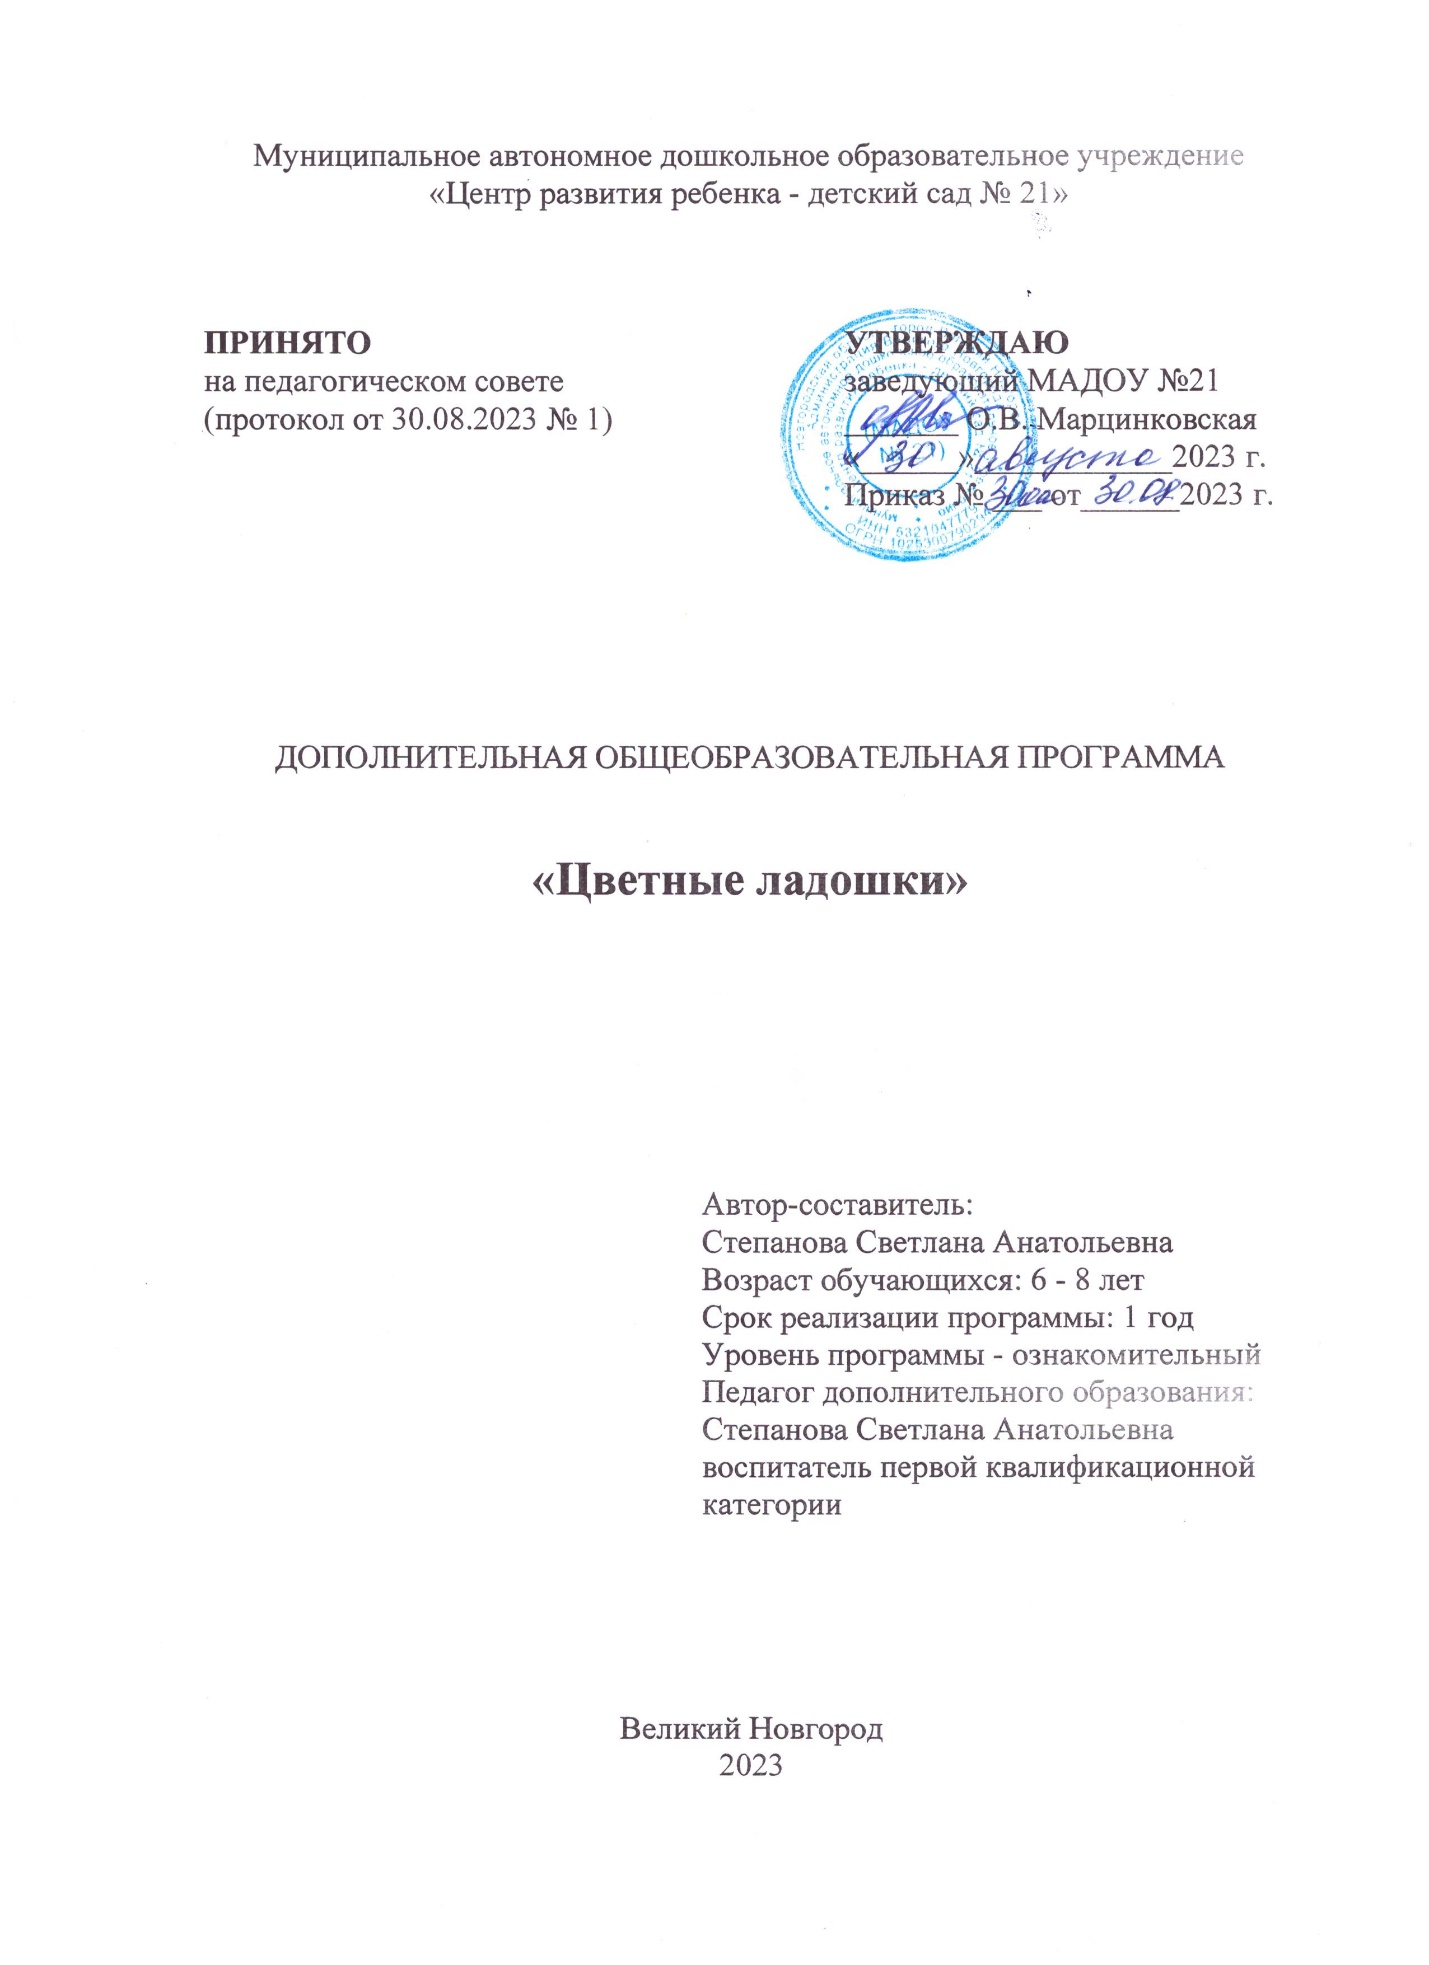 Муниципальное автономное дошкольное образовательное учреждение
«Центр развития ребенка - детский сад № 21»
ПРИНЯТО
на педагогическом совете
(протокол от 30.08.2023 № 1)
УТВЕРЖДАЮ
заведующий МАДОУ №21
О.В. Марцинковская
«30» августа 2023 г.
Приказ № от 30.08 2023 г.
ИНН 5321047779
ДОПОЛНИТЕЛЬНАЯ ОБЩЕОБРАЗОВАТЕЛЬНАЯ ПРОГРАММА
«Цветные ладошки»
Автор-составитель:
Степанова Светлана Анатольевна
Возраст обучающихся: 6 - 8 лет
Срок реализации программы: 1 год
Уровень программы - ознакомительный
Педагог дополнительного образования:
Степанова Светлана Анатольевна
воспитатель первой квалификационной
категории
Великий Новгород
2023